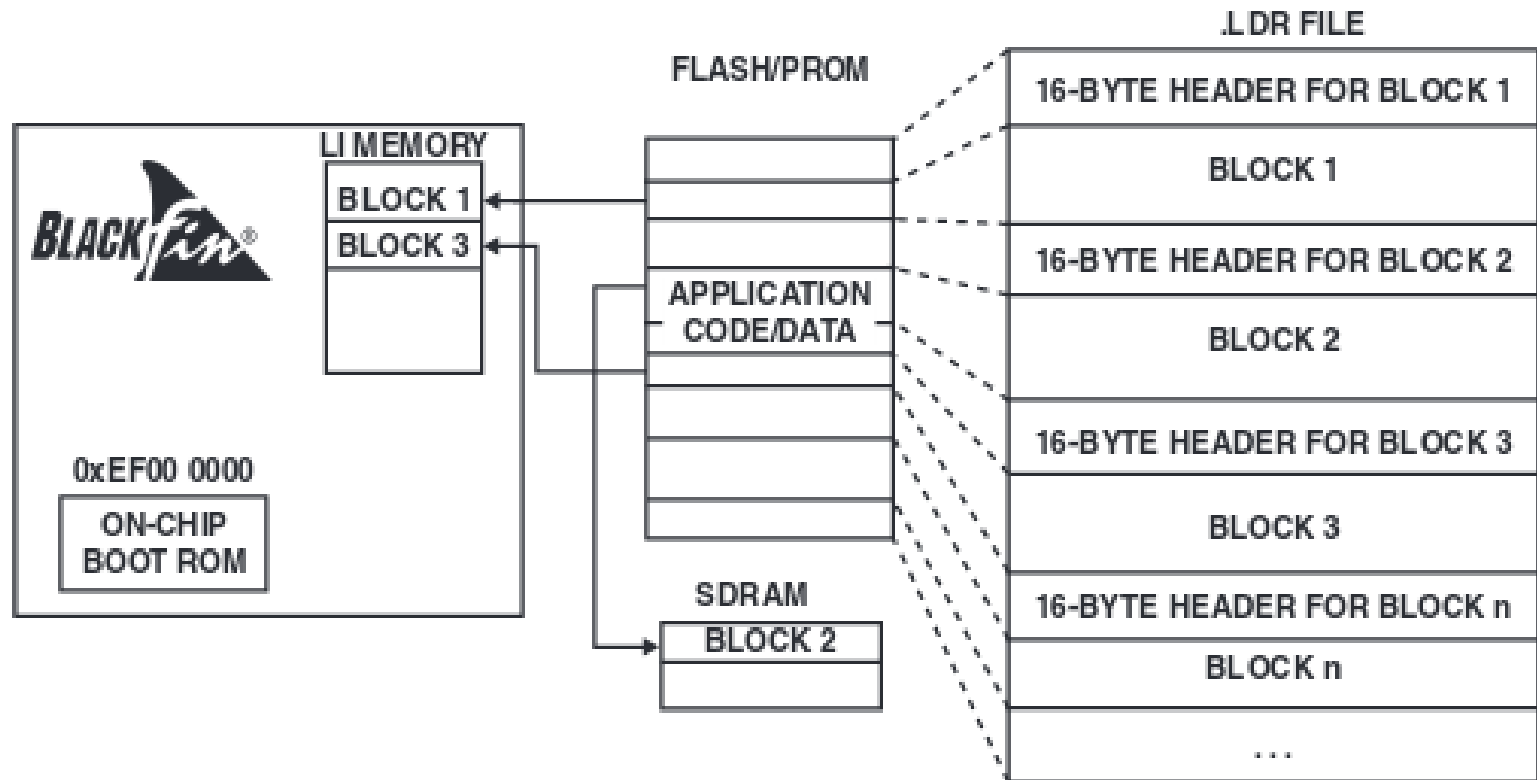 .LDR FILE
FLASH/PROM
16-BYTE HEADER FOR BLOCK 1
LI MEMORY
BLOCK 1
BLOCK 1
BLACKfin®
BLOCK 3
16-BYTE HEADER FOR BLOCK 2
APPLICATION
CODE/DATA
BLOCK 2
16-BYTE HEADER FOR BLOCK 3
0xEF00 0000
ON-CHIP
BOOT ROM
BLOCK 3
SDRAM
BLOCK 2
16-BYTE HEADER FOR BLOCK n
BLOCK n
...